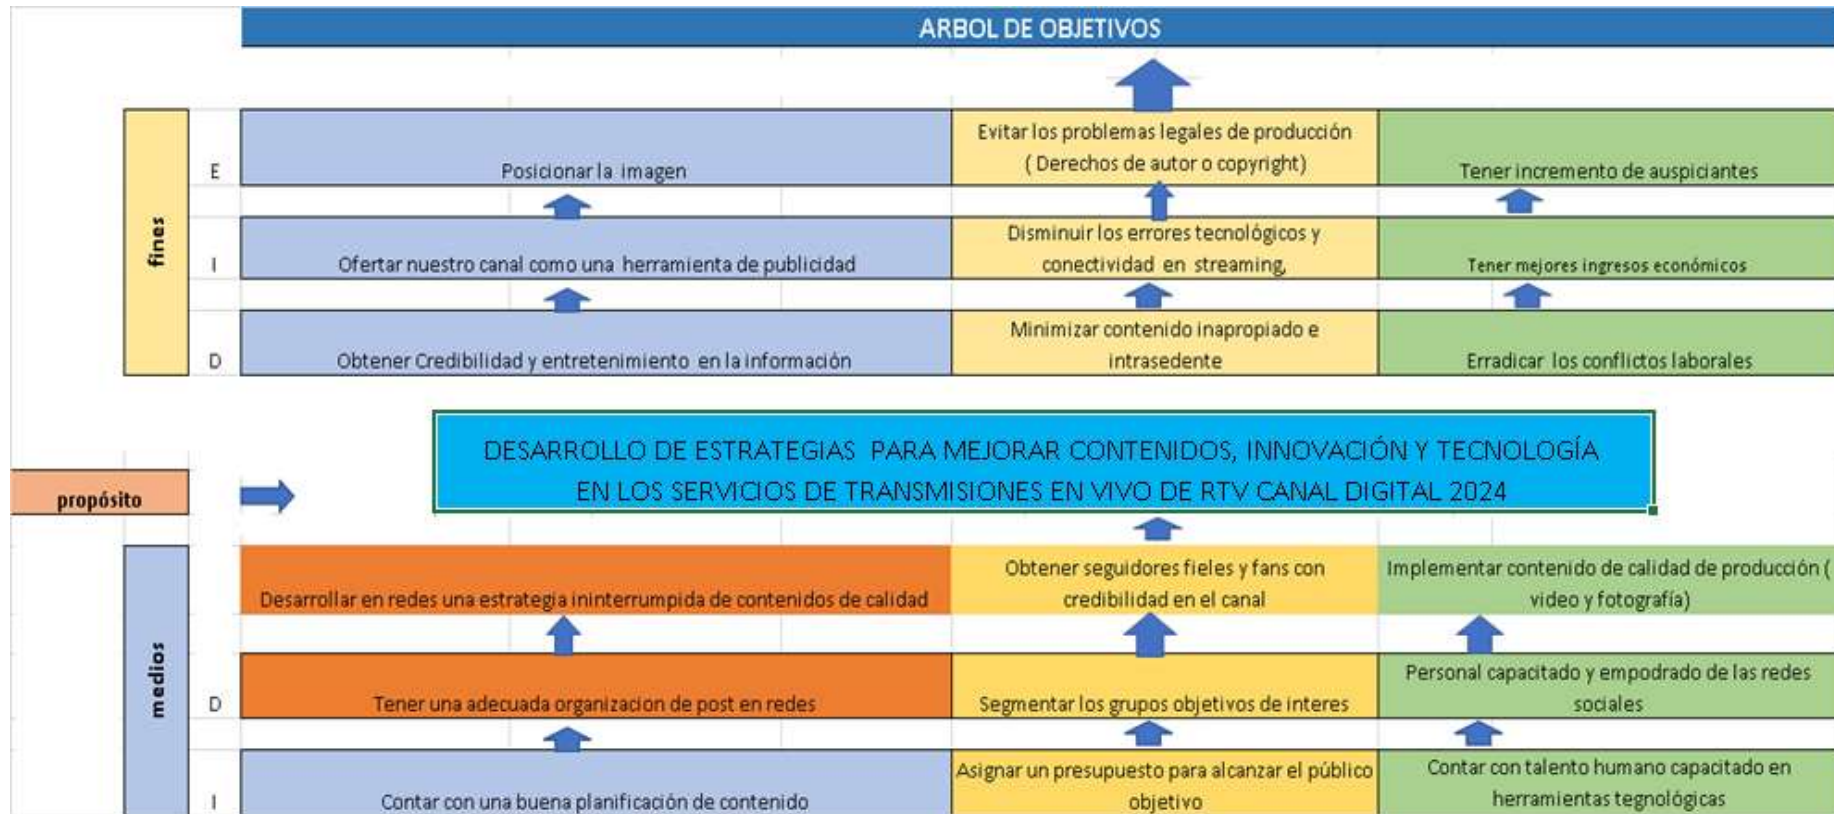 ARBOL DE OBJETIVOS
fines
E
Posicionar la imagen
Evitar los problemas legales de producción
( Derechos de autor o copyright)
Tener incremento de auspiciantes
I
Ofertar nuestro canal como una herramienta de publicidad
Disminuir los errores tecnológicos y
conectividad en streaming,
Tener mejores ingresos económicos
D
Obtener Credibilidad y entretenimiento en la información
Minimizar contenido inapropiado e
intrasedente
Erradicar los conflictos laborales
propósito
DESARROLLO DE ESTRATEGIAS PARA MEJORAR CONTENIDOS, INNOVACIÓN Y TECNOLOGÍA
EN LOS SERVICIOS DE TRANSMISIONES EN VIVO DE RTV CANAL DIGITAL 2024
medios
Desarrollar en redes una estrategia ininterrumpida de contenidos de calidad
Obtener seguidores fieles y fans con
credibilidad en el canal
Implementar contenido de calidad de producción (
video y fotografía)
D
Tener una adecuada organizacion de post en redes
Segmentar los grupos objetivos de interes
Personal capacitado y empodrado de las redes
sociales
I
Contar con una buena planificación de contenido
Asignar un presupuesto para alcanzar el público
objetivo
Contar con talento humano capacitado en
herramientas tegnológicas